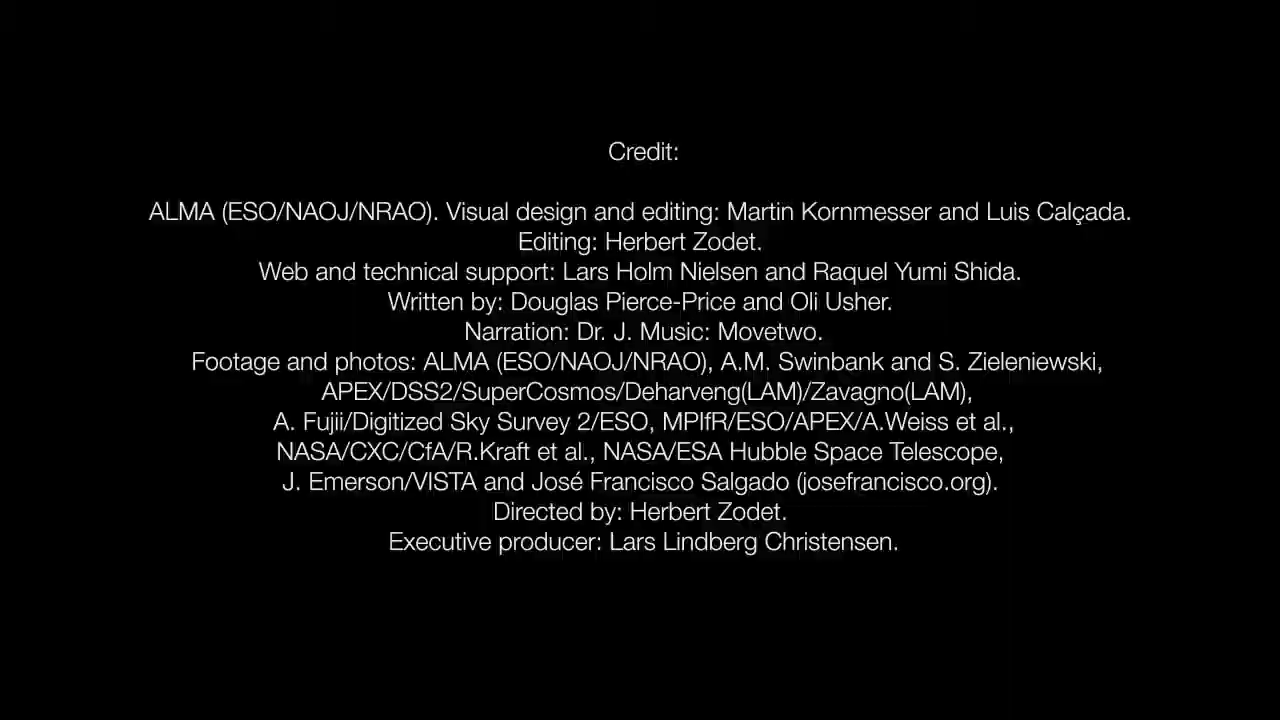 Credit:
ALMA (ESO/NAOJ/NRAO). Visual design and editing: Martin Kornmesser and Luis Calçada.
Editing: Herbert Zodet.
Web and technical support: Lars Holm Nielsen and Raquel Yumi Shida.
Written by: Douglas Pierce-Price and Oli Usher.
Narration: Dr. J. Music: Movetwo.
Footage and photos: ALMA (ESO/NAOJ/NRAO), A.M. Swinbank and S. Zieleniewski,
APEX/DSS2/SuperCosmos/Deharveng(LAM)/Zavagno(LAM),
A. Fujii/Digitized Sky Survey 2/ESO, MPIfR/ESO/APEX/A.Weiss et al.,
NASA/CXC/CfA/R.Kraft et al., NASA/ESA Hubble Space Telescope,
J. Emerson/VISTA and José Francisco Salgado (josefrancisco.org).
Directed by: Herbert Zodet.
Executive producer: Lars Lindberg Christensen.